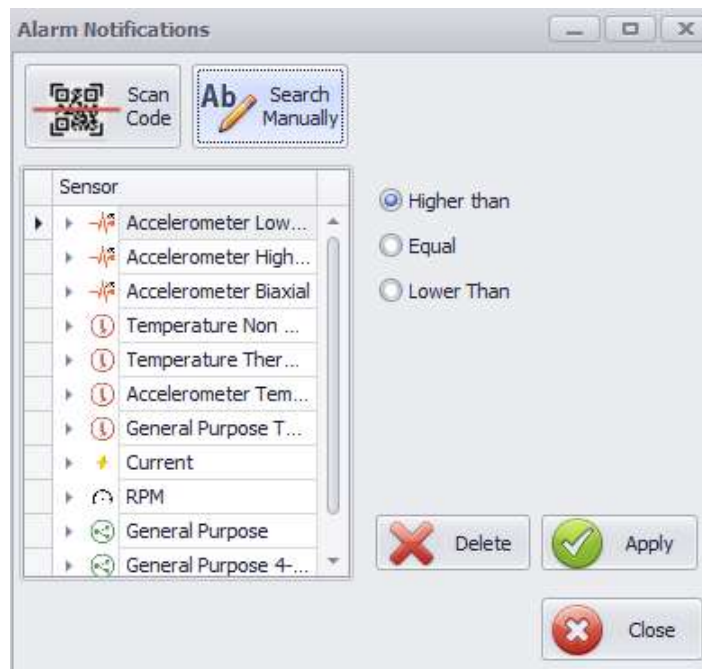 Alarm Notifications
Scan
Code
Ab
Search
Manually
Sensor
Accelerometer Low...
Accelerometer High...
Accelerometer Biaxial
Temperature Non ...
Temperature Ther...
Accelerometer Tem...
General Purpose T...
Current
RPM
General Purpose
General Purpose 4-...
Higher than
Equal
Lower Than
Delete
Apply
Close